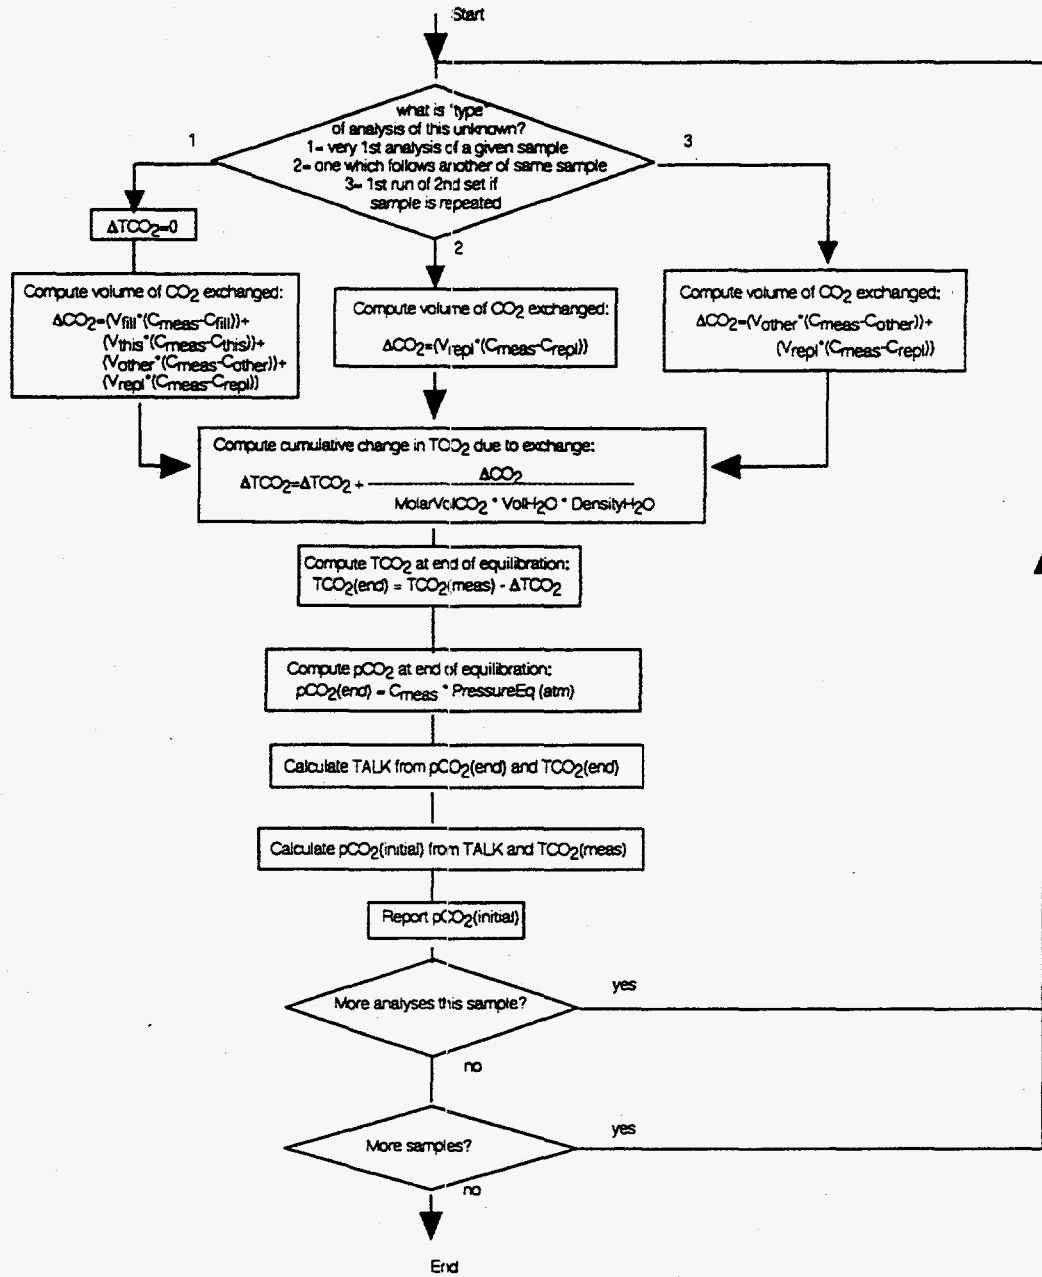 Start
what is "type"
of analysis of this unknown?
1= very 1st analysis of a given sample
2= one which follows another of same sample
3= 1st run of 2nd set if
sample is repeated
1
3
2
ΔTCO2=0
Compute volume of CO2 exchanged:
ΔCO2=(Vfill*(Cmeas-Cfill))+
(Vthis*(Cmeas-Cthis))+
(Vother*(Cmeas-Cother))+
(Vrepl*(Cmeas-Crepl))
Compute volume of CO2 exchanged:
ΔCO2=(Vrepl*(Cmeas-Crepl))
Compute volume of CO2 exchanged:
ΔCO2=(Vother*(Cmeas-Cother))+
(Vrepl*(Cmeas-Crepl))
Compute cumulative change in TCO2 due to exchange:
ΔTCO2=ΔTCO2 + ΔCO2
MolarVolCO2 * VolH2O * DensityH2O
Compute TCO2 at end of equilibration:
TCO2(end) = TCO2(meas) - ΔTCO2
Compute pCO2 at end of equilibration:
pCO2(end) = Cmeas * PressureEq (atm)
Calculate TALK from pCO2(end) and TCO2(end)
Calculate pCO2(initial) from TALK and TCO2(meas)
Report pCO2(initial)
More analyses this sample?
yes
no
More samples?
yes
no
End